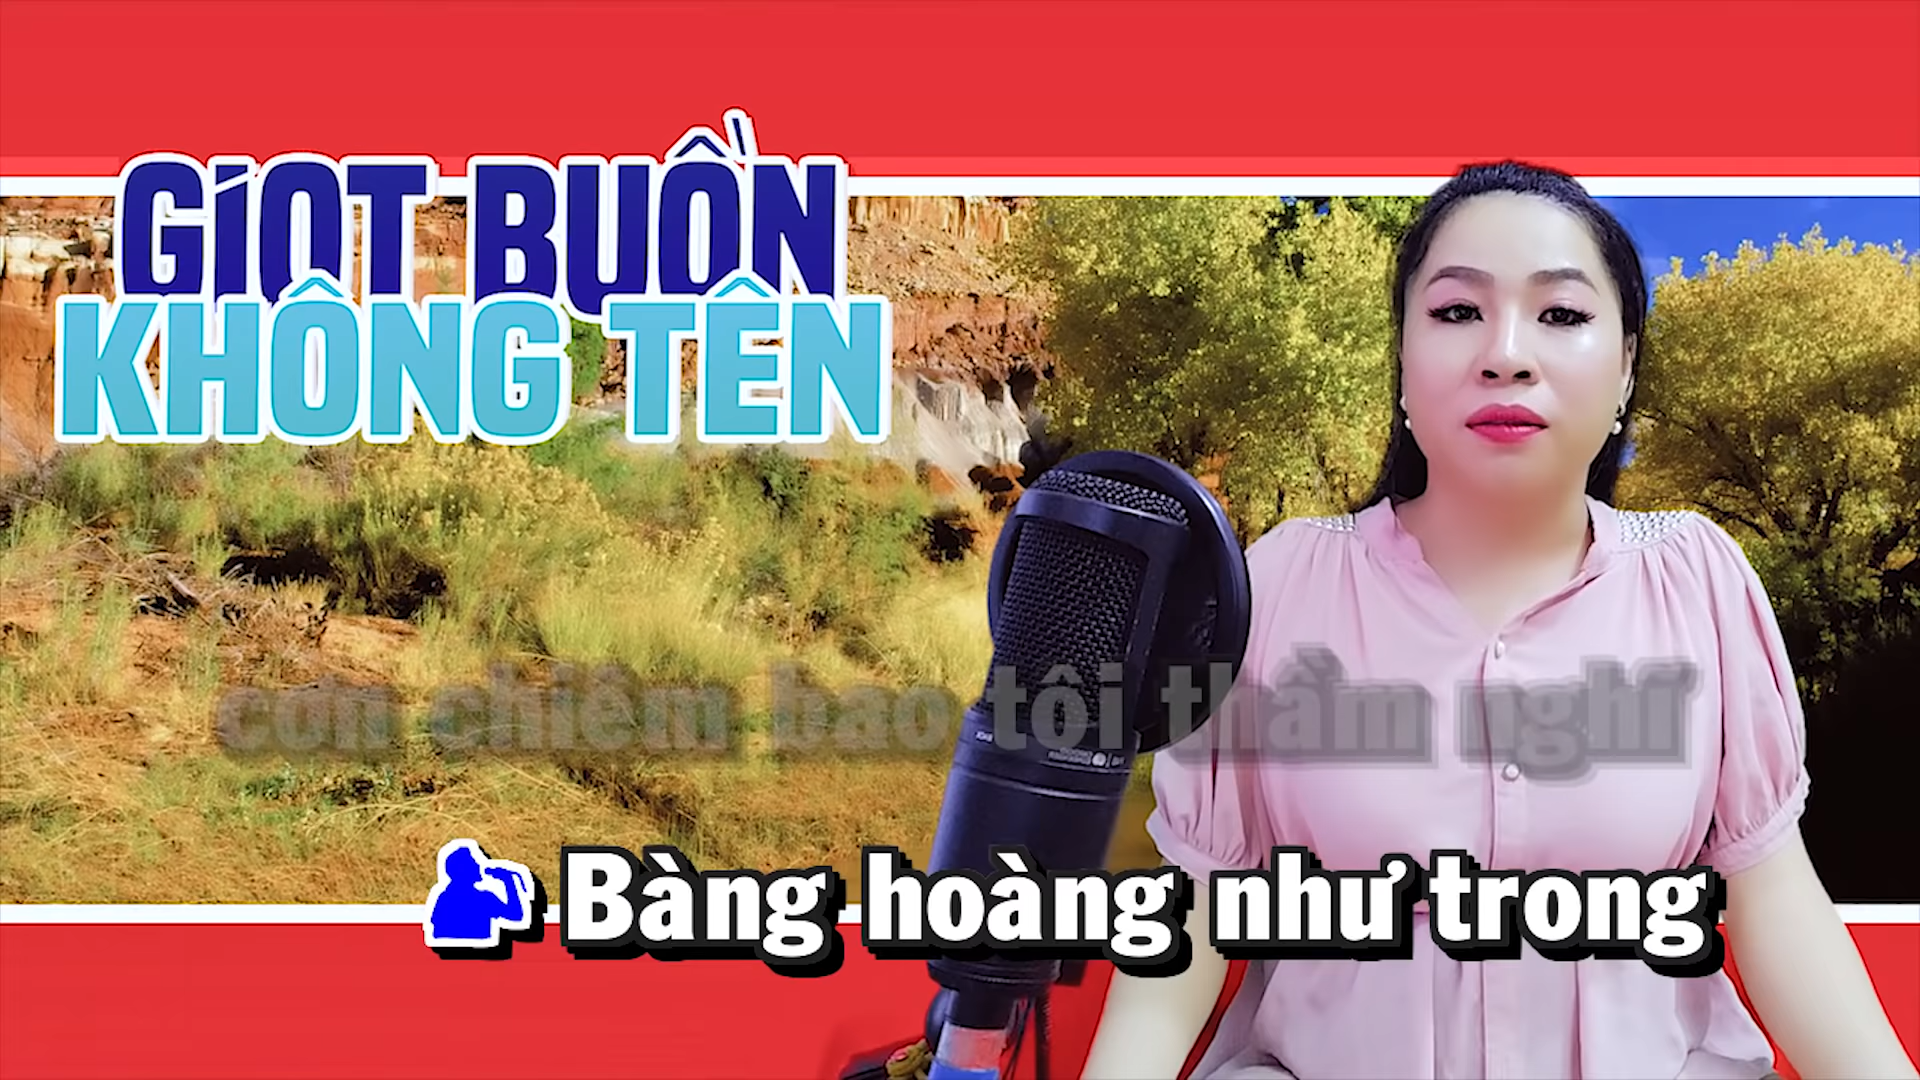 GIỌT BUỒN
KHÔNG TÊN
cơn chiêm bao tôi thầm nghĩ
Bàng hoàng như trong